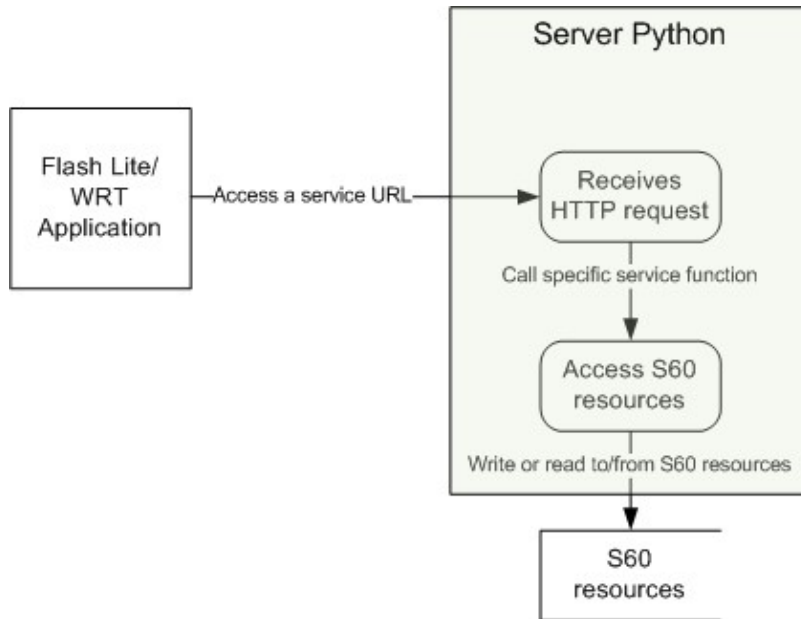 Server Python
Flash Lite/
WRT
Application
Access a service URL
Receives
HTTP request
Call specific service function
Access S60
resources
Write or read to/from S60 resources
S60
resources